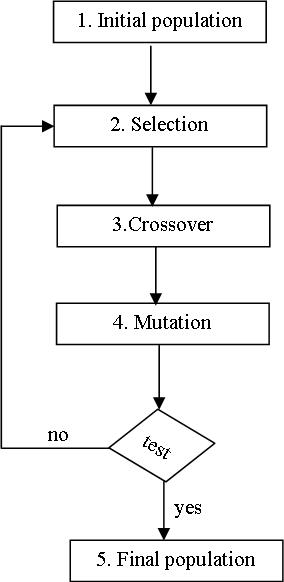 1. Initial population
2. Selection
3.Crossover
4. Mutation
test
no
yes
5. Final population